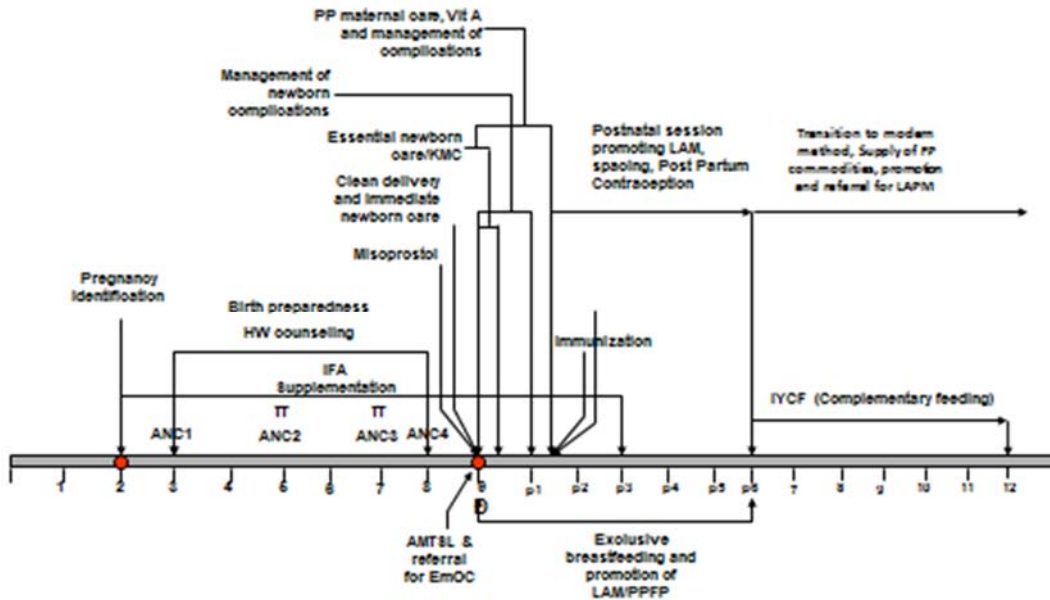 PP maternal care, Vit A
and management of
complications
Management of
newborn
complications
Essential newborn
care/KMC
Clean delivery
and immediate
newborn care
Misoprostol
Postnatal session
promoting LAM,
spacing, Post Partum
Contraception
Transition to modern
method, Supply of FP
commodities, promotion
and referral for LAPM
Pregnancy
Identification
Birth preparedness
HW counseling
IFA
Supplementation
TT
TT
ANC1
ANC2
ANC3
ANC4
Immunization
IYCF (Complementary feeding)
1 2 3 4 5 6 7 8 9 p1 p2 p3 p4 p5 p6 7 8 9 10 11 12
AMTSL &
referral
for EmOC
Exclusive
breastfeeding and
promotion of
LAM/PPFP